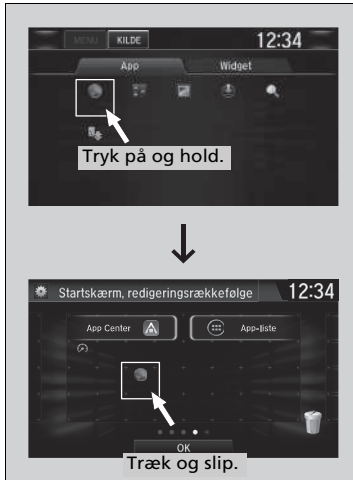 MENU KILDE 12:34
App Widget
Tryk på og hold.
Startskærm, redigeringsrækkefølge 12:34
App Center App-liste
OK
Træk og slip.